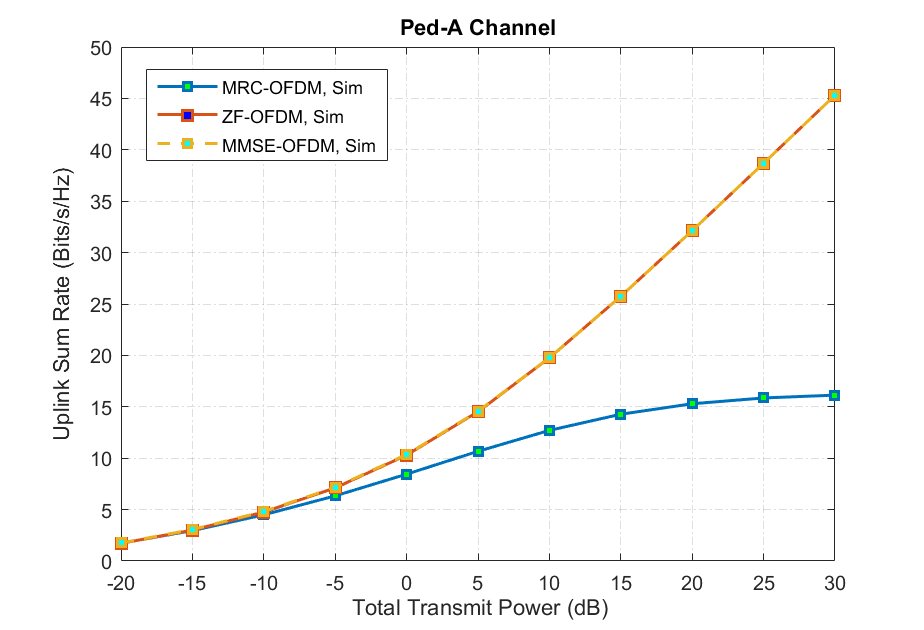 Ped-A Channel
50
45
40
35
30
25
20
15
10
5
0
Uplink Sum Rate (Bits/s/Hz)
MRC-OFDM, Sim
ZF-OFDM, Sim
MMSE-OFDM, Sim
-20 -15 -10 -5 0 5 10 15 20 25 30
Total Transmit Power (dB)